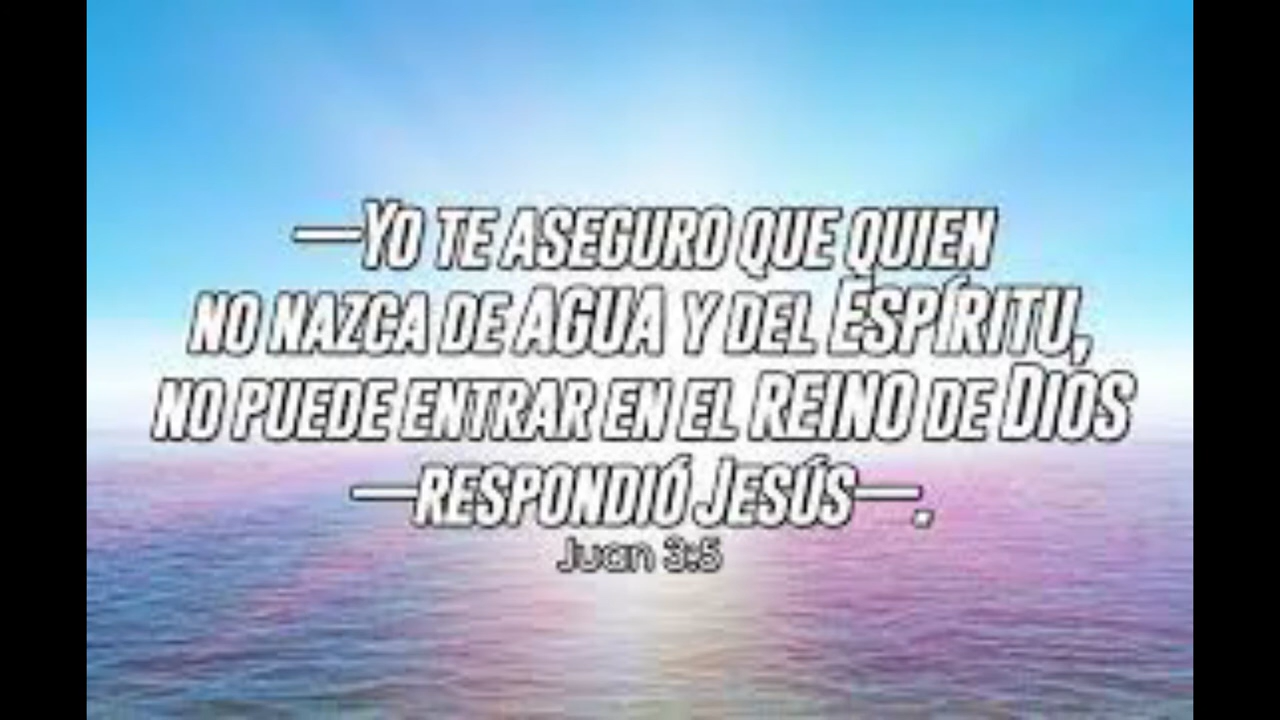 —Yo te aseguro que quien
no nazca de AGUA y del Espíritu,
no puede entrar en el REINO de Dios
—respondió Jesús—.
Juan 3:5